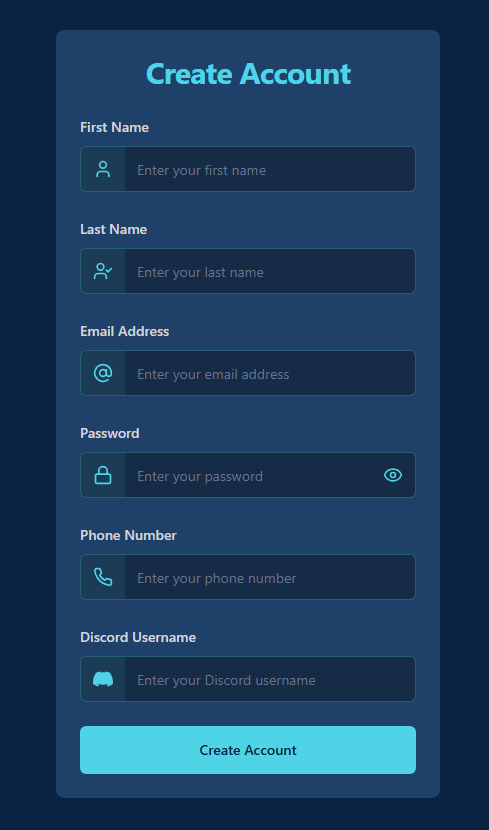 Create Account
First Name
Enter your first name
Last Name
Enter your last name
Email Address
Enter your email address
Password
Enter your password
Phone Number
Enter your phone number
Discord Username
Enter your Discord username
Create Account